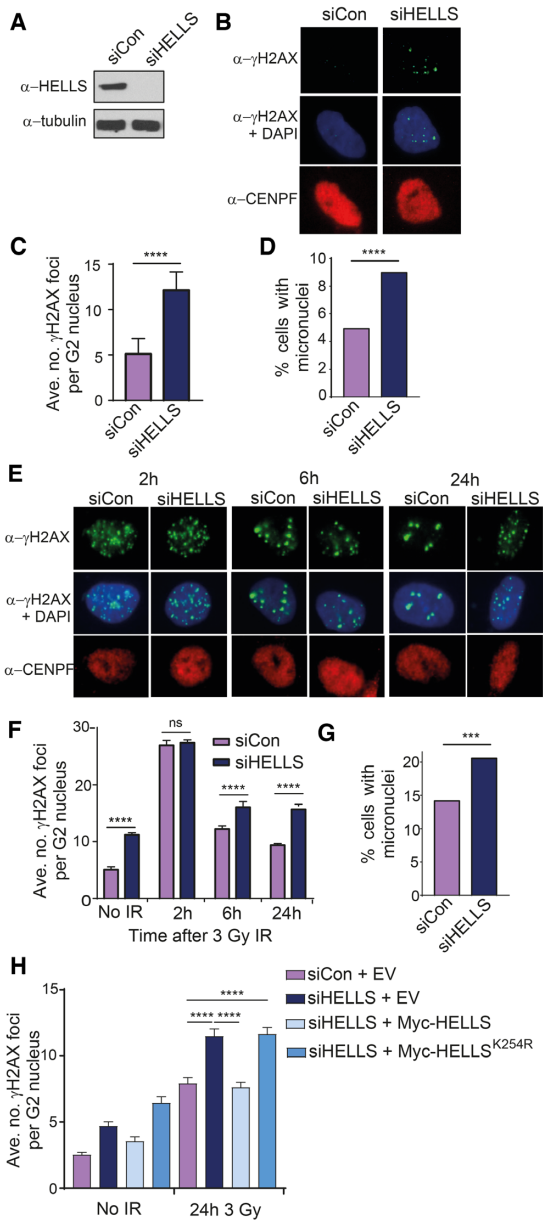 A
siCon
siHELLS
α–HELLS
α–tubulin
B
siCon
siHELLS
α–γH2AX
α–γH2AX
+ DAPI
α–CENPF
C
Ave. no. γH2AX foci
per G2 nucleus
15
10
5
0
****
siCon
siHELLS
D
% cells with
micronuclei
10
8
6
4
2
0
****
siCon
siHELLS
E
2h
6h
24h
siCon
siHELLS
siCon
siHELLS
siCon
siHELLS
α–γH2AX
α–γH2AX
+ DAPI
α–CENPF
F
Ave. no. γH2AX foci
per G2 nucleus
30
20
10
0
siCon
siHELLS
****
ns
****
****
No IR
2h
6h
24h
Time after 3 Gy IR
G
% cells with
micronuclei
20
15
10
5
0
***
siCon
siHELLS
H
Ave. no. γH2AX foci
per G2 nucleus
15
10
5
0
****
****
****
siCon + EV
siHELLS + EV
siHELLS + Myc-HELLS
siHELLS + Myc-HELLS^K254R
No IR
24h 3 Gy